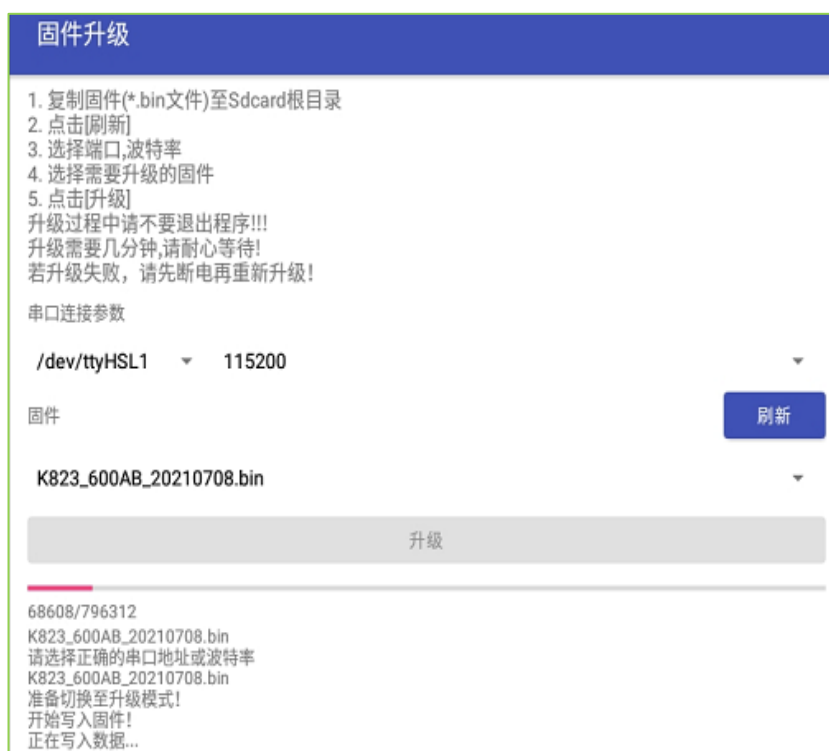 固件升级
1. 复制固件(*.bin文件)至Sdcard根目录
2. 点击[刷新]
3. 选择端口,波特率
4. 选择需要升级的固件
5. 点击[升级]
升级过程中请不要退出程序!!!
升级需要几分钟,请耐心等待!
若升级失败，请先断电再重新升级!
串口连接参数
/dev/ttyHSL1 115200
固件 刷新
K823_600AB_20210708.bin
升级
68608/796312
K823_600AB_20210708.bin
请选择正确的串口地址或波特率
K823_600AB_20210708.bin
准备切换至升级模式!
开始写入固件!
正在写入数据...